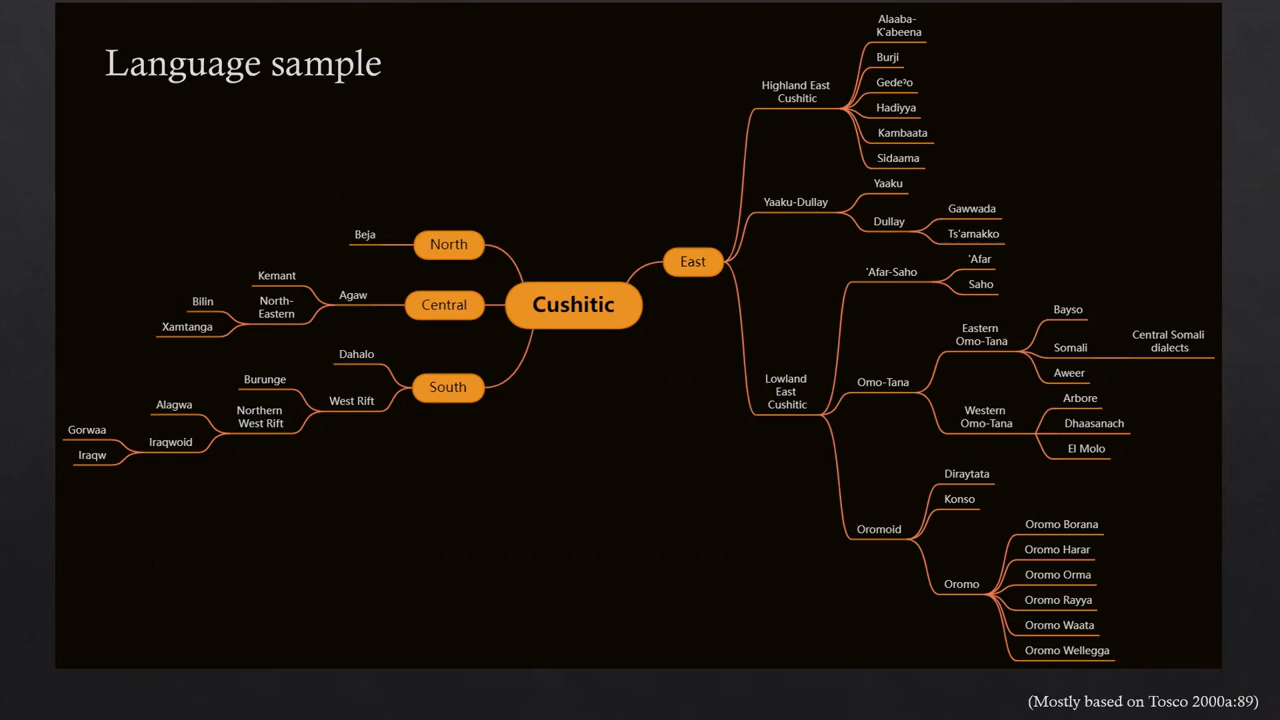 Language sample
Cushitic
North
Beja
Central
Agaw
Kemant
North-
Eastern
Bilin
Xamtanga
South
Dahalo
West Rift
Burunge
Northern
West Rift
Alagwa
Iraqwoid
Gorwaa
Iraqw
East
Highland East
Cushitic
Alaaba-
K'abeena
Burji
Gedeˀo
Hadiyya
Kambaata
Sidaama
Yaaku-Dullay
Yaaku
Dullay
Gawwada
Ts'amakko
Lowland
East
Cushitic
'Afar-Saho
'Afar
Saho
Omo-Tana
Eastern
Omo-Tana
Bayso
Somali
Central Somali
dialects
Aweer
Western
Omo-Tana
Arbore
Dhaasanach
El Molo
Oromoid
Diraytata
Konso
Oromo
Oromo Borana
Oromo Harar
Oromo Orma
Oromo Rayya
Oromo Waata
Oromo Wellegga
(Mostly based on Tosco 2000a:89)